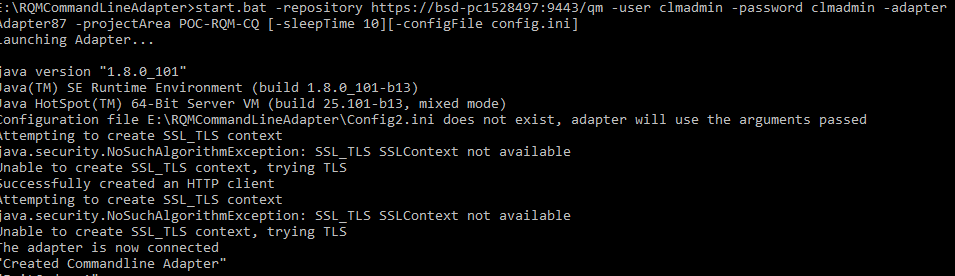 E:\RQMCommandLineAdapter>start.bat -repository https://bsd-pc1528497:9443/qm -user clmadmin -password clmadmin -adapter
Adapter87 -projectArea POC-RQM-CQ [-sleepTime 10][-configFile config.ini]
Launching Adapter...
java version "1.8.0_101"
Java(TM) SE Runtime Environment (build 1.8.0_101-b13)
Java HotSpot(TM) 64-Bit Server VM (build 25.101-b13, mixed mode)
Configuration file E:\RQMCommandLineAdapter\Config2.ini does not exist, adapter will use the arguments passed
Attempting to create SSL_TLS context
java.security.NoSuchAlgorithmException: SSL_TLS SSLContext not available
Unable to create SSL_TLS context, trying TLS
Successfully created an HTTP client
Attempting to create SSL_TLS context
java.security.NoSuchAlgorithmException: SSL_TLS SSLContext not available
Unable to create SSL_TLS context, trying TLS
The adapter is now connected
"Created Commandline Adapter"